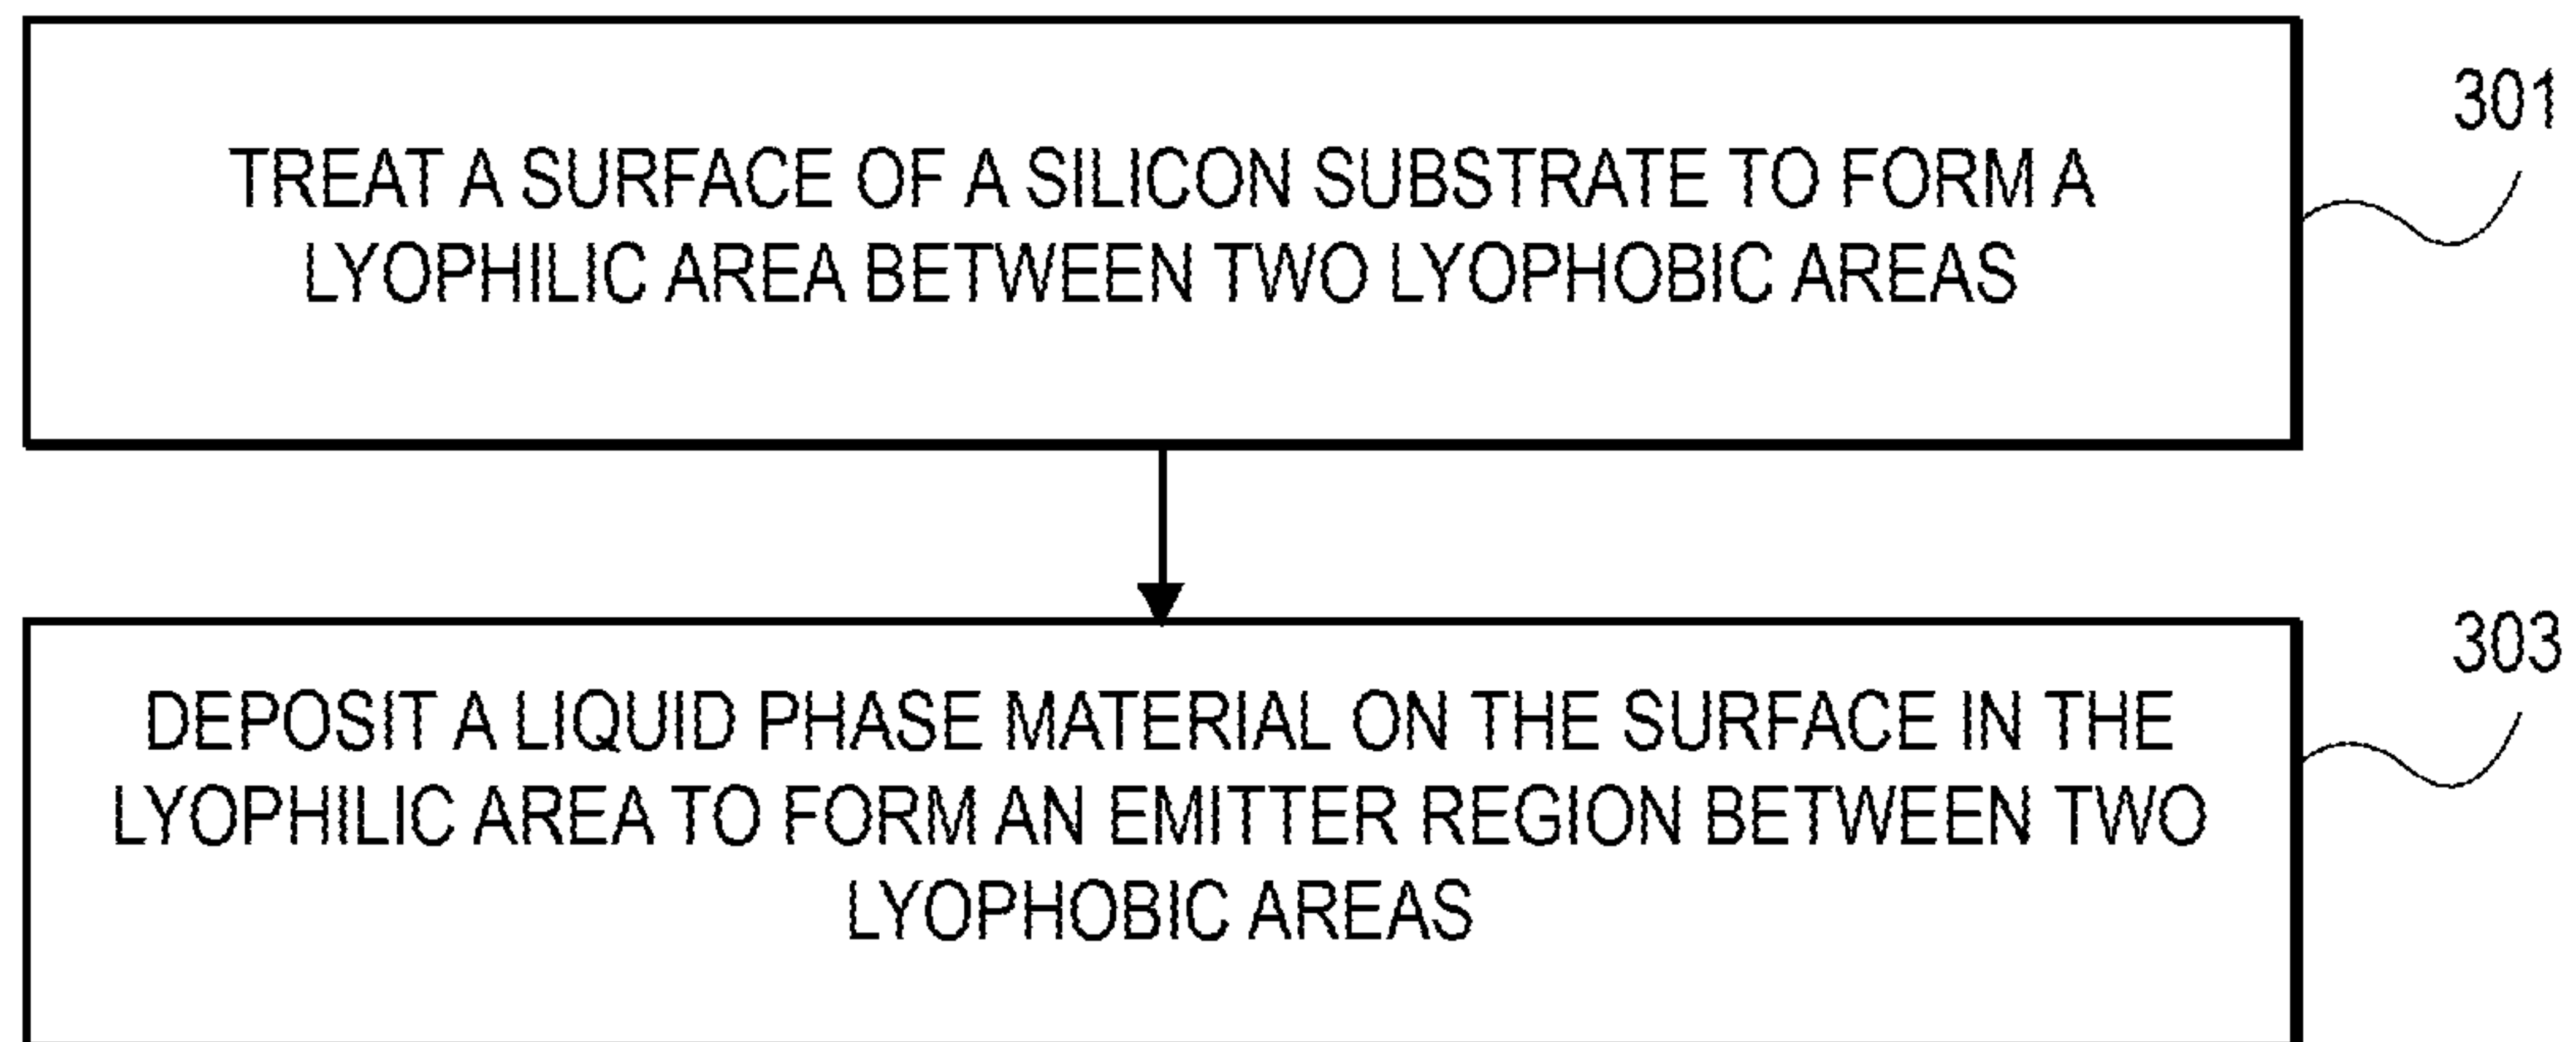 TREAT A SURFACE OF A SILICON SUBSTRATE TO FORM A
LYOPHILIC AREA BETWEEN TWO LYOPHOBIC AREAS
301
DEPOSIT A LIQUID PHASE MATERIAL ON THE SURFACE IN THE
LYOPHILIC AREA TO FORM AN EMITTER REGION BETWEEN TWO
LYOPHOBIC AREAS
303